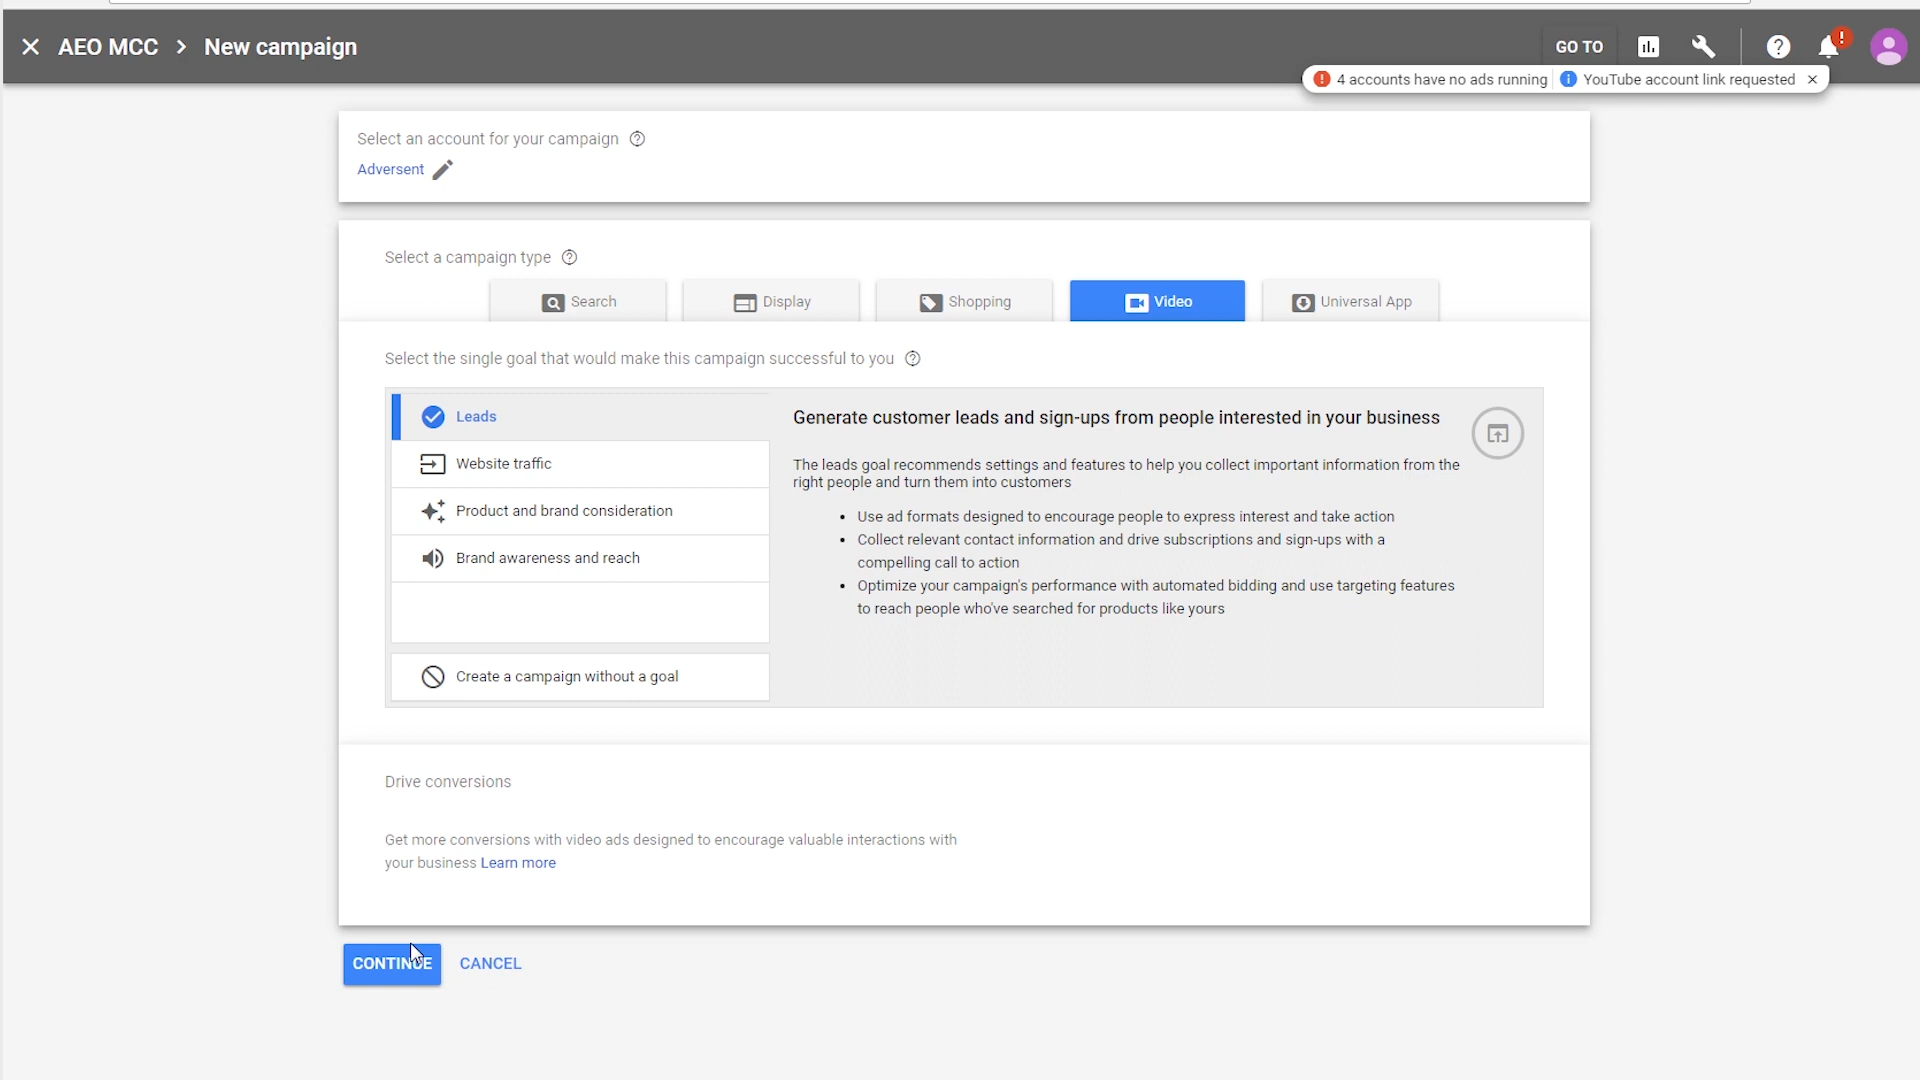 AEO MCC > New campaign
GO TO
4 accounts have no ads running
YouTube account link requested
Select an account for your campaign
Adversent
Select a campaign type
Search
Display
Shopping
Video
Universal App
Select the single goal that would make this campaign successful to you
Leads
Website traffic
Product and brand consideration
Brand awareness and reach
Create a campaign without a goal
Generate customer leads and sign-ups from people interested in your business
The leads goal recommends settings and features to help you collect important information from the
right people and turn them into customers
• Use ad formats designed to encourage people to express interest and take action
• Collect relevant contact information and drive subscriptions and sign-ups with a
compelling call to action
• Optimize your campaign's performance with automated bidding and use targeting features
to reach people who've searched for products like yours
Drive conversions
Get more conversions with video ads designed to encourage valuable interactions with
your business Learn more
CONTINUE
CANCEL